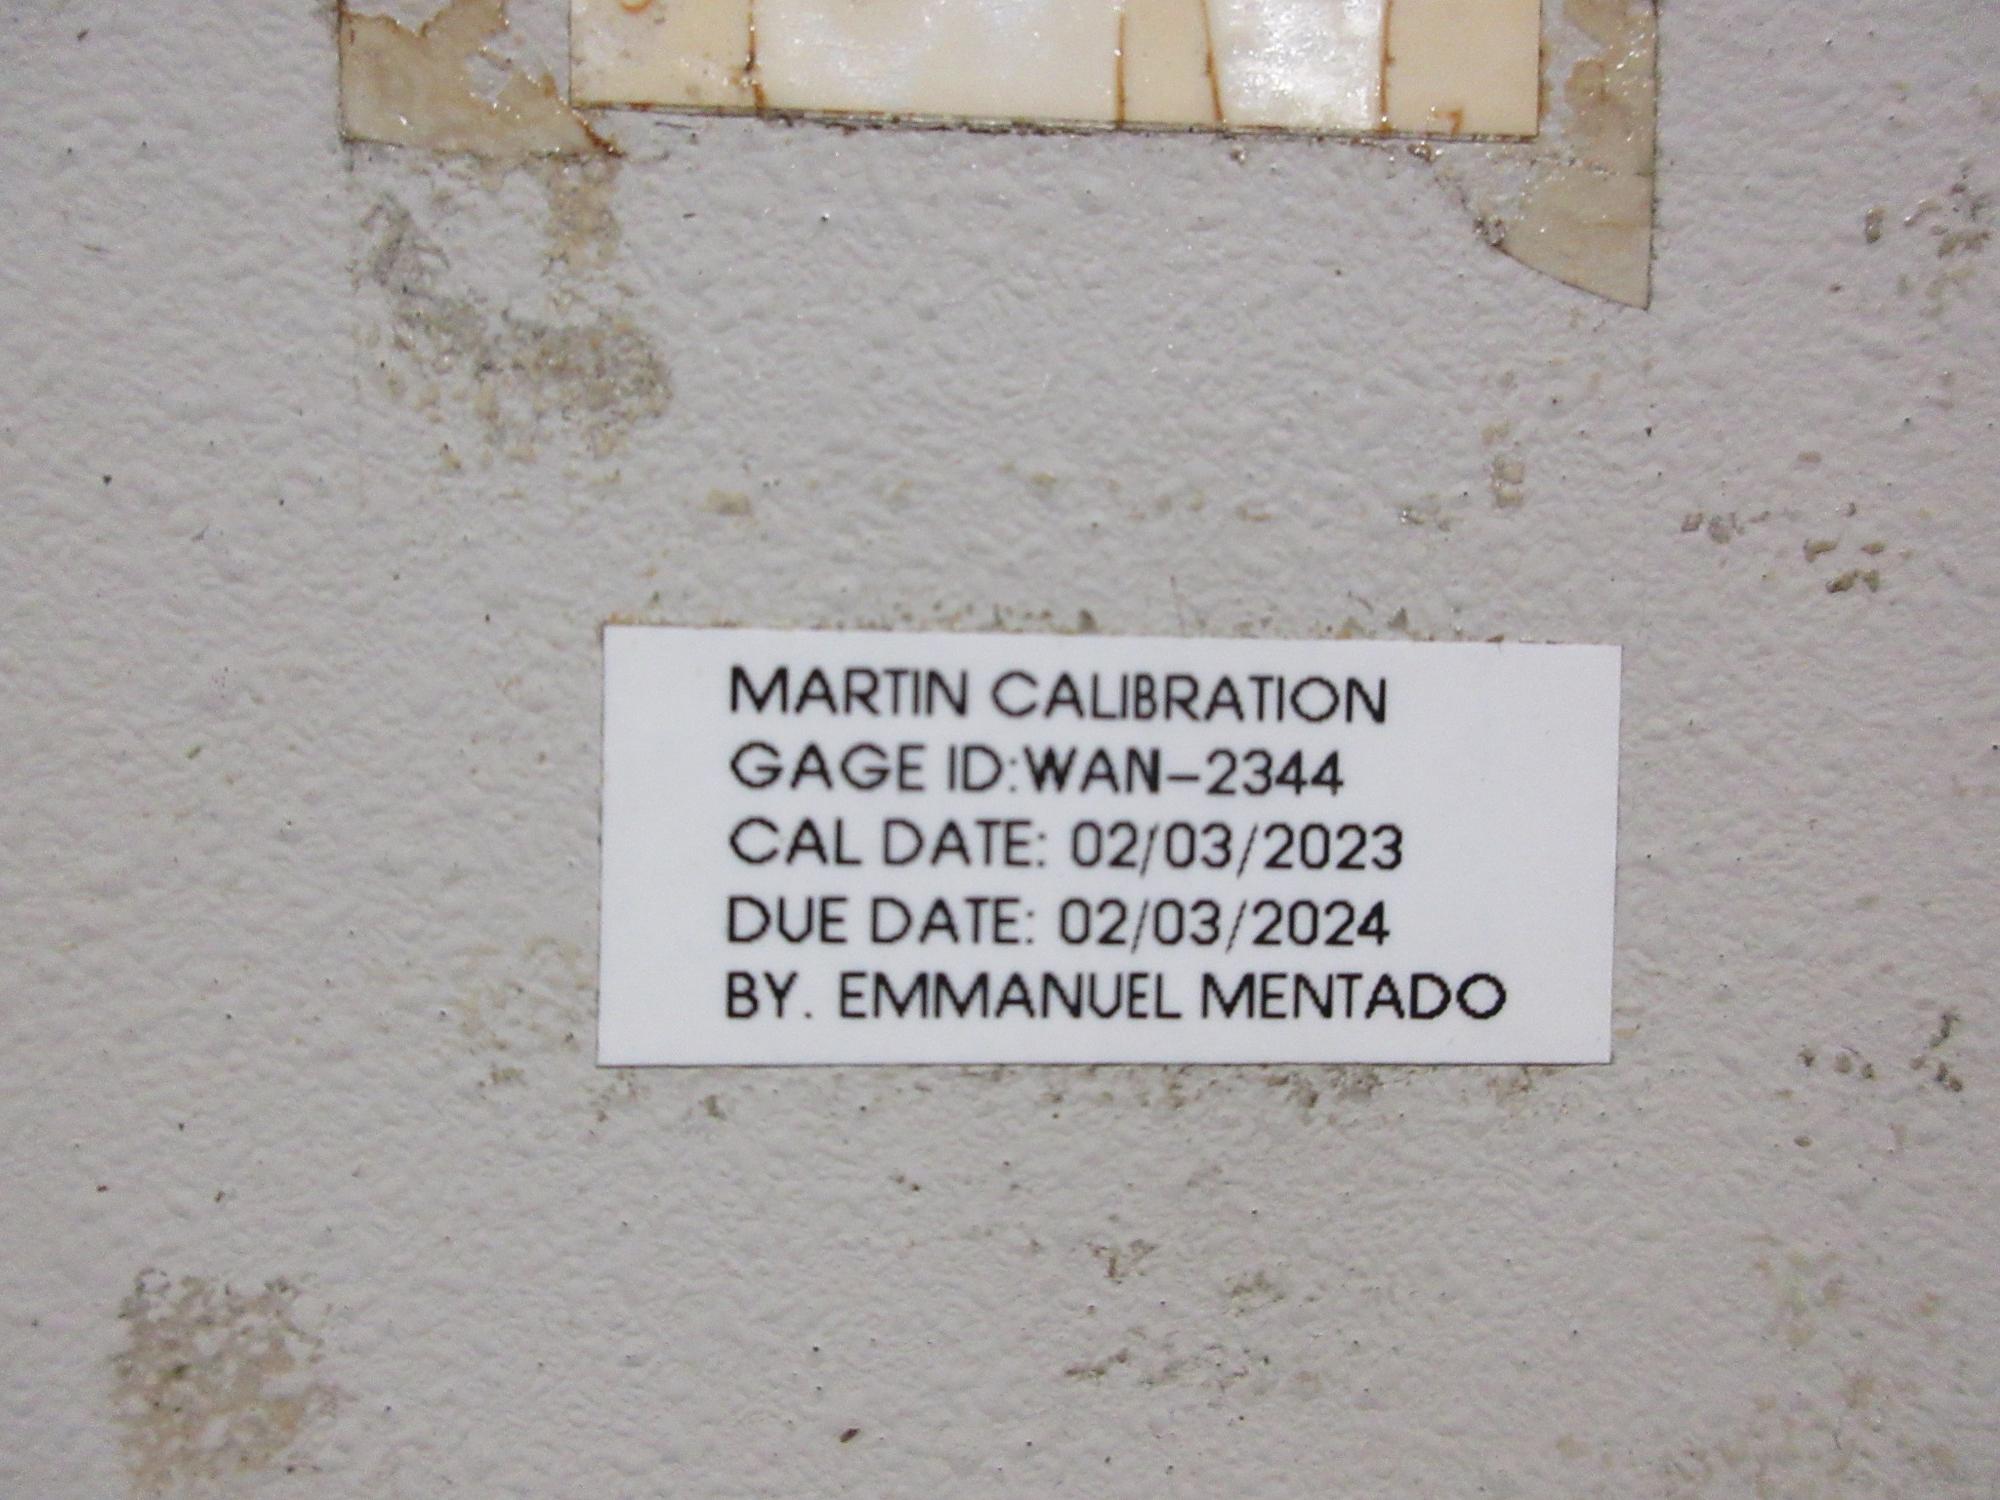 MARTIN CALIBRATION
GAGE ID:WAN-2344
CAL DATE: 02/03/2023
DUE DATE: 02/03/2024
BY. EMMANUEL MENTADO